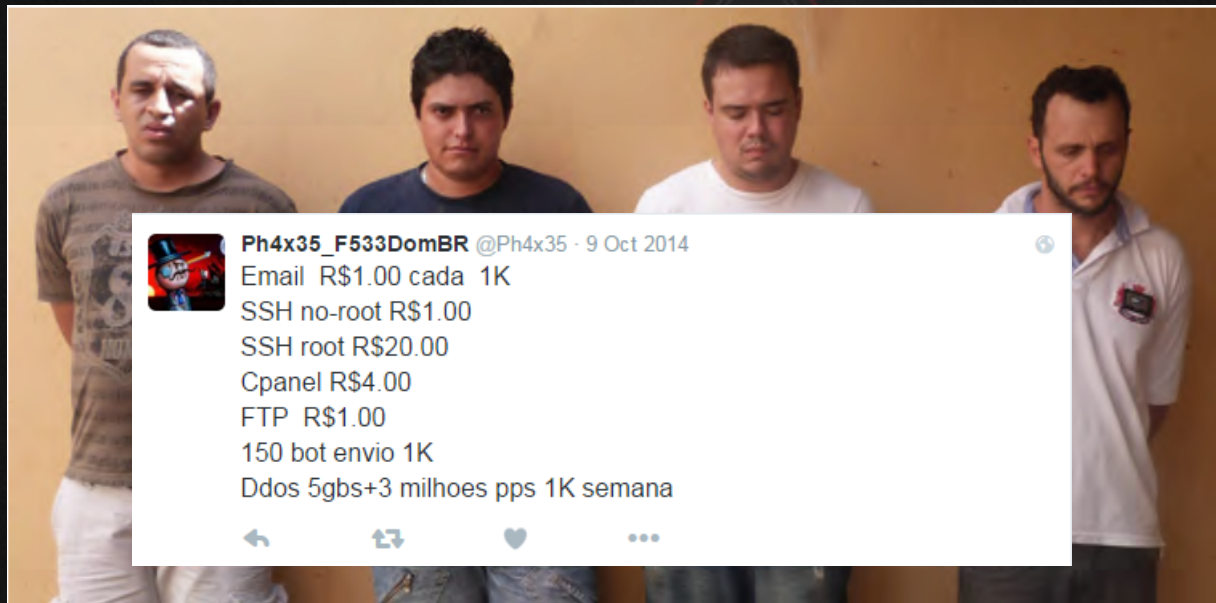 Ph4x35_F533DomBR @Ph4x35 · 9 Oct 2014
Email R$1.00 cada 1K
SSH no-root R$1.00
SSH root R$20.00
Cpanel R$4.00
FTP R$1.00
150 bot envio 1K
Ddos 5gbs+3 milhoes pps 1K semana